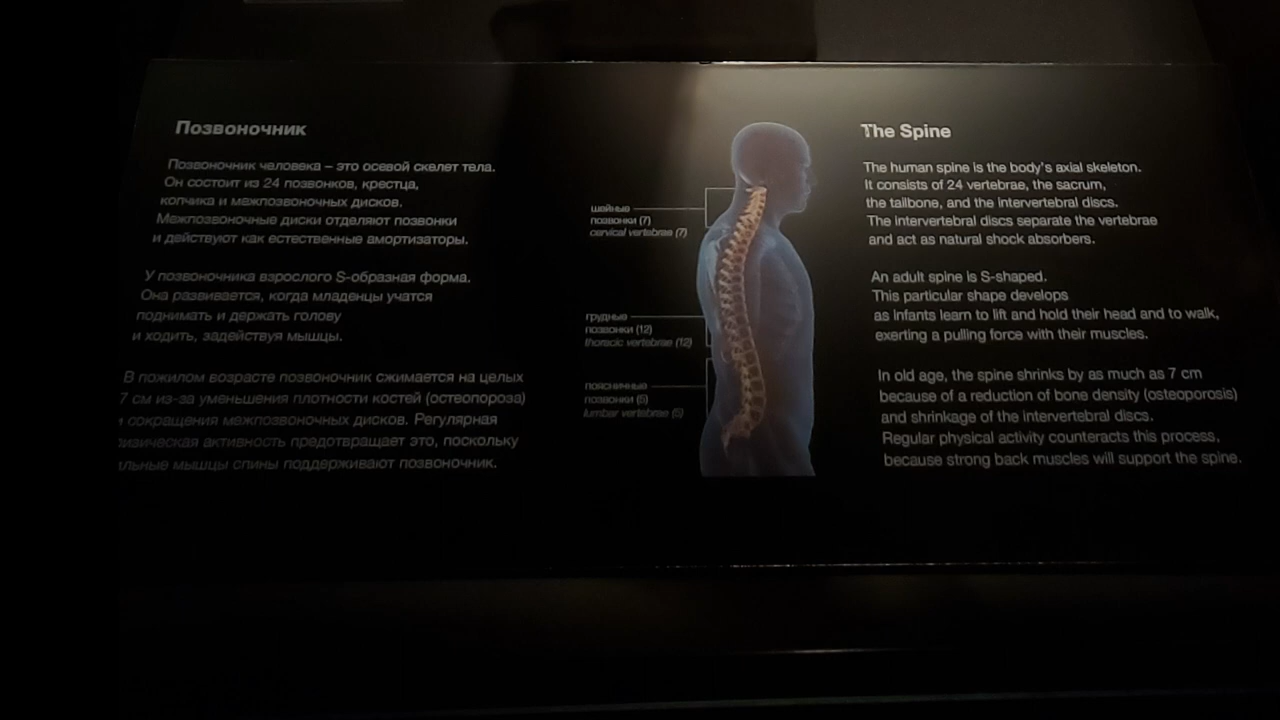 Позвоночник
Позвоночник человека – это осевой скелет тела.
Он состоит из 24 позвонков, крестца,
копчика и межпозвоночных дисков.
Межпозвоночные диски отделяют позвонки
и действуют как естественные амортизаторы.
У позвоночника взрослого S-образная форма.
Она развивается, когда младенцы учатся
поднимать и держать голову
и ходить, задействуя мышцы.
В пожилом возрасте позвоночник сжимается на целых
7 см из-за уменьшения плотности костей (остеопороза)
сокращения межпозвоночных дисков. Регулярная
активность предотвращает это, поскольку
мышцы спины поддерживают позвоночник.
шейные
позвонки (7)
cervical vertebrae (7)
грудные
позвонки (12)
thoracic vertebrae (12)
поясничные
позвонки (5)
lumbar vertebrae (5)
The Spine
The human spine is the body's axial skeleton.
It consists of 24 vertebrae, the sacrum,
the tailbone, and the intervertebral discs.
The intervertebral discs separate the vertebrae
and act as natural shock absorbers.
An adult spine is S-shaped.
This particular shape develops
as infants learn to lift and hold their head and to walk,
exerting a pulling force with their muscles.
In old age, the spine shrinks by as much as 7 cm
because of a reduction of bone density (osteoporosis)
and shrinkage of the intervertebral discs.
Regular physical activity counteracts this process,
because strong back muscles will support the spine.